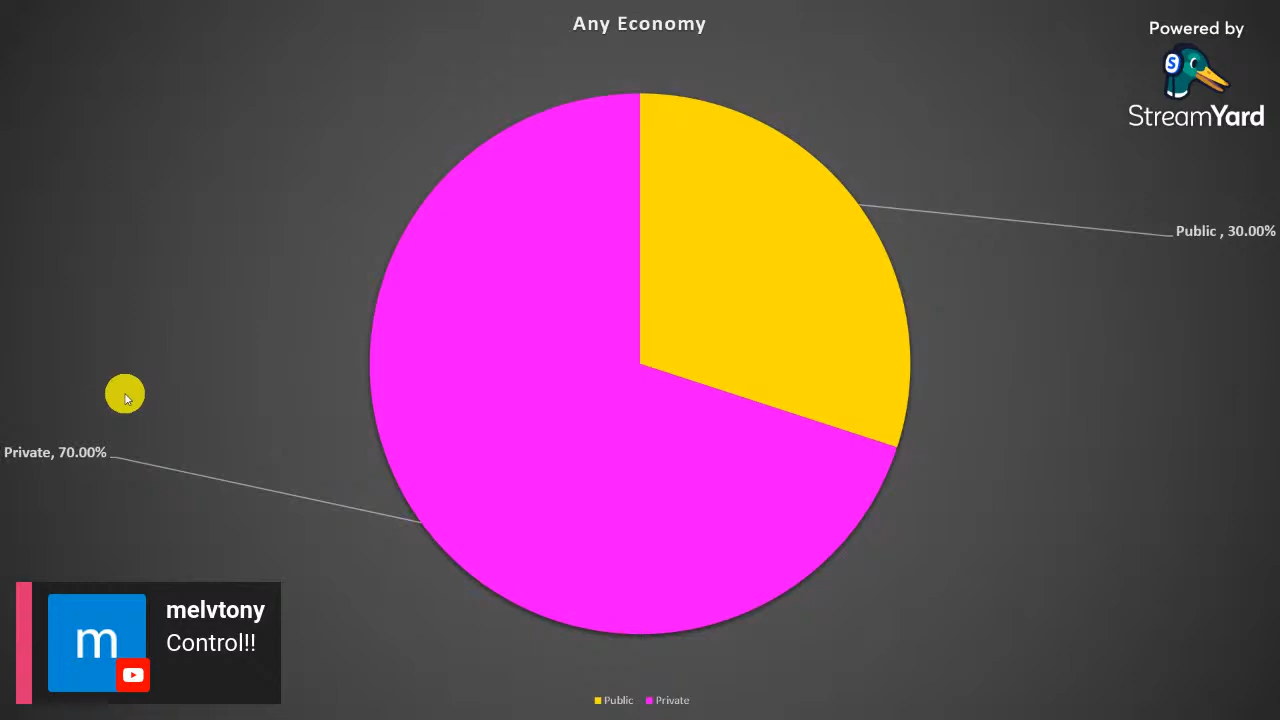 Any Economy
Powered by
S
StreamYard
Public , 30.00%
Private, 70.00%
m
melvtony
Control!!
Public
Private